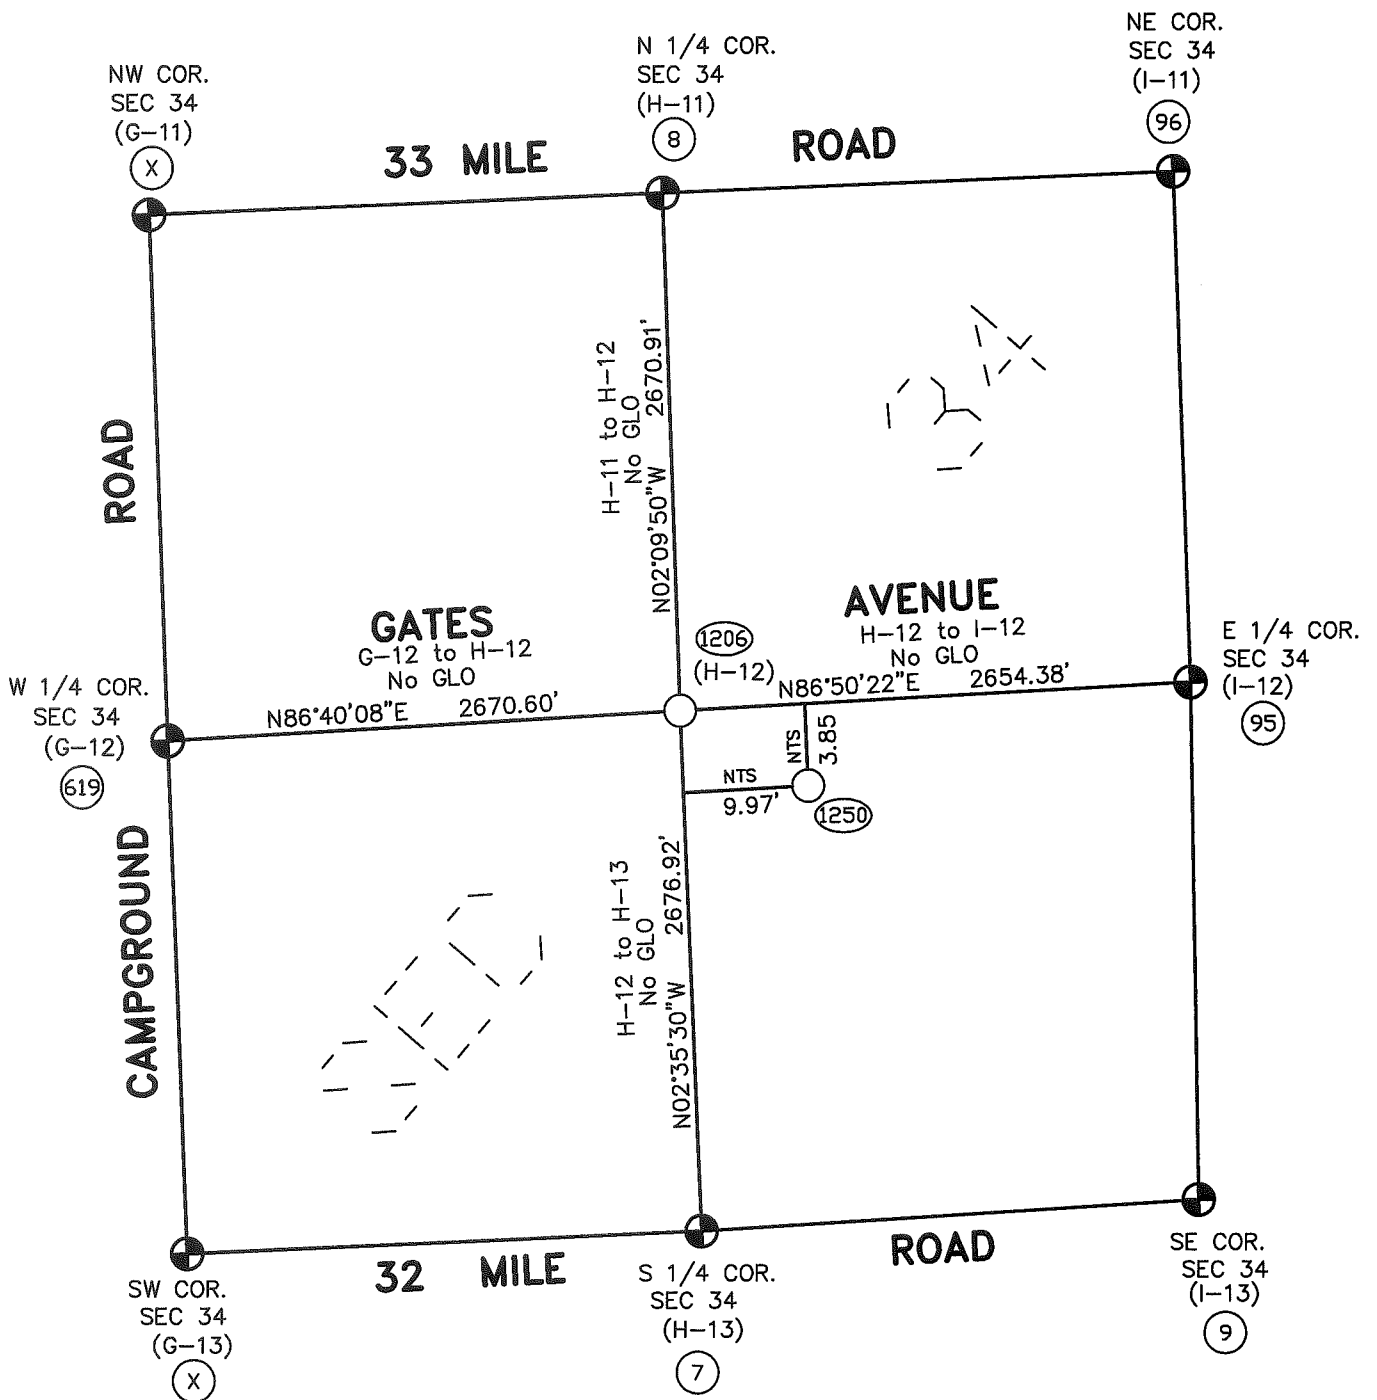 NE COR.
SEC 34
(I-11)
96
N 1/4 COR.
SEC 34
(H-11)
8
NW COR.
SEC 34
(G-11)
X
33 MILE ROAD
ROAD
H-11 to H-12
No GLO
N02°09'50"W 2670.91'
GATES AVENUE
G-12 to H-12
No GLO
N86°40'08"E 2670.60'
H-12 to I-12
No GLO
N86°50'22"E 2654.38'
1206
(H-12)
W 1/4 COR.
SEC 34
(G-12)
619
E 1/4 COR.
SEC 34
(I-12)
95
NTS
3.85
NTS
9.97'
1250
CAMPGROUND
H-12 to H-13
No GLO
N02°35'30"W 2676.92'
32 MILE ROAD
SW COR.
SEC 34
(G-13)
X
S 1/4 COR.
SEC 34
(H-13)
7
SE COR.
SEC 34
(I-13)
9